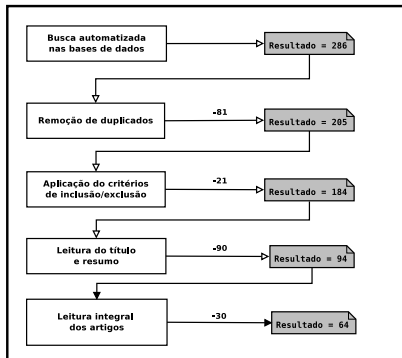 Busca automatizada
nas bases de dados
Resultado = 286
Remoção de duplicados
-81
Resultado = 205
Aplicação do critérios
de inclusão/exclusão
-21
Resultado = 184
Leitura do título
e resumo
-90
Resultado = 94
Leitura integral
dos artigos
-30
Resultado = 64